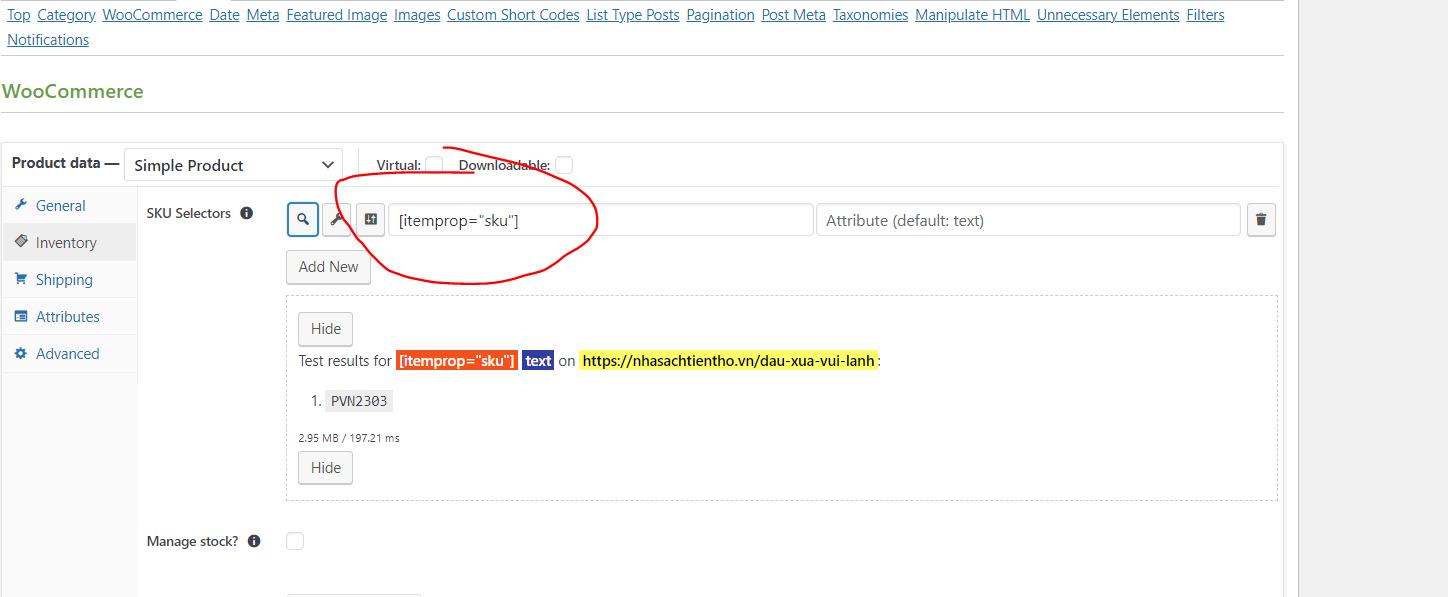 Top Category WooCommerce Date Meta Featured Image Images Custom Short Codes List Type Posts Pagination Post Meta Taxonomies Manipulate HTML Unnecessary Elements Filters
Notifications
WooCommerce
Product data — Simple Product Virtual: Downloadable:
General
Inventory
Shipping
Attributes
Advanced
SKU Selectors [itemprop="sku"] Attribute (default: text)
Add New
Hide
Test results for [itemprop="sku"] text on https://nhasachtientho.vn/dau-xua-vui-lanh:
1. PVN2303
2.95 MB / 197.21 ms
Hide
Manage stock?